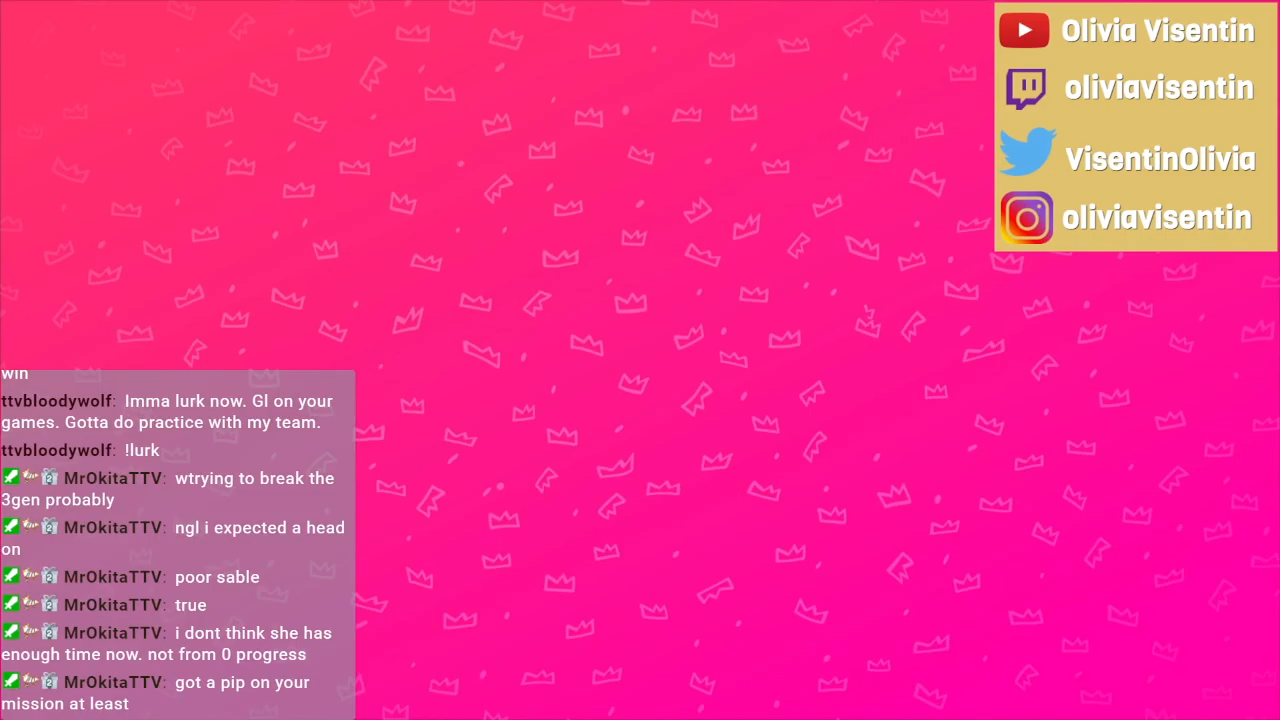 Olivia Visentin
oliviavisentin
VisentinOlivia
oliviavisentin
win
ttvbloodywolf: Imma lurk now. Gl on your
games. Gotta do practice with my team.
ttvbloodywolf: !lurk
MrOkitaTTV: wtrying to break the
3gen probably
MrOkitaTTV: ngl i expected a head
on
MrOkitaTTV: poor sable
MrOkitaTTV: true
MrOkitaTTV: i dont think she has
enough time now. not from 0 progress
MrOkitaTTV: got a pip on your
mission at least